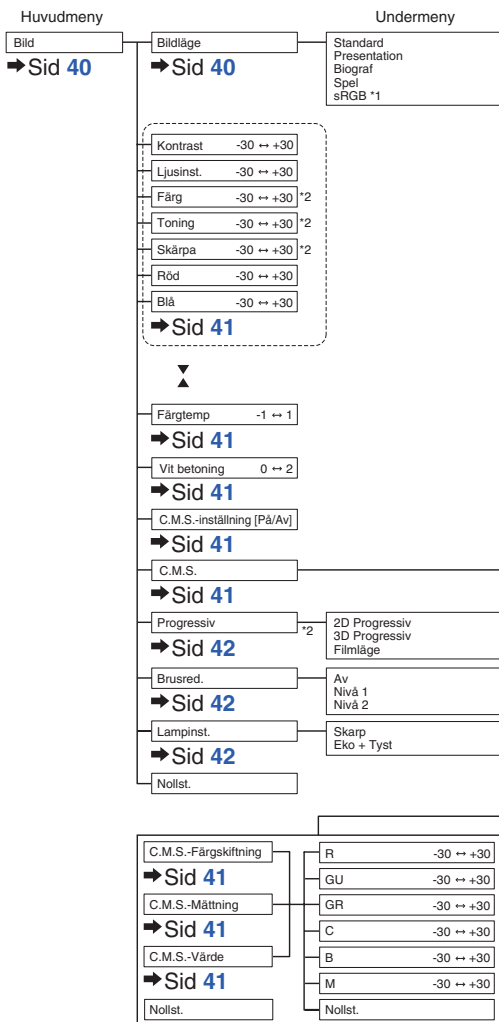 Huvudmeny
Undermeny
Bild
➡Sid 40
Bildläge
➡Sid 40
Standard
Presentation
Biograf
Spel
sRGB *1
Kontrast -30 ↔ +30
Ljusinst. -30 ↔ +30
Färg -30 ↔ +30 *2
Toning -30 ↔ +30 *2
Skärpa -30 ↔ +30 *2
Röd -30 ↔ +30
Blå -30 ↔ +30
➡Sid 41
Färgtemp -1 ↔ 1
➡Sid 41
Vit betoning 0 ↔ 2
➡Sid 41
C.M.S.-inställning [På/Av]
➡Sid 41
C.M.S.
➡Sid 41
Progressiv *2
➡Sid 42
2D Progressiv
3D Progressiv
Filmläge
Brusred.
➡Sid 42
Av
Nivå 1
Nivå 2
Lampinst.
➡Sid 42
Skarp
Eko + Tyst
Nollst.
C.M.S.-Färgskiftning
➡Sid 41
C.M.S.-Mättning
➡Sid 41
C.M.S.-Värde
➡Sid 41
Nollst.
R -30 ↔ +30
GU -30 ↔ +30
GR -30 ↔ +30
C -30 ↔ +30
B -30 ↔ +30
M -30 ↔ +30
Nollst.